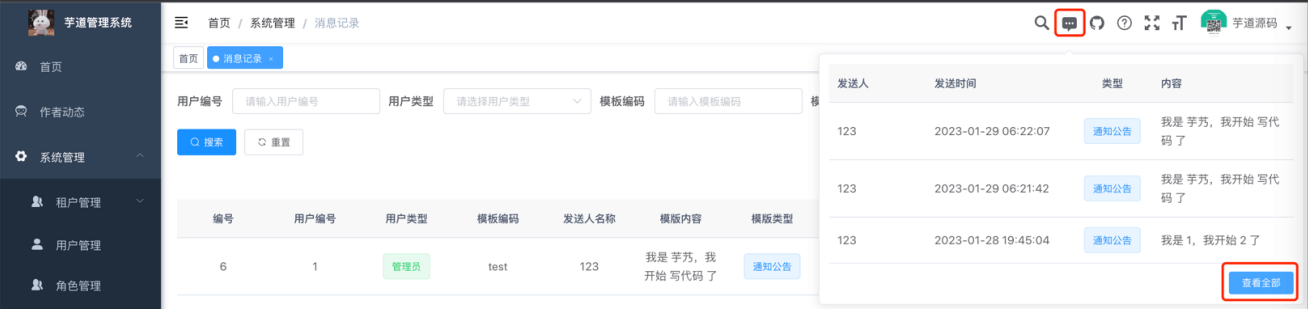 芋道管理系统
首页 / 系统管理 / 消息记录
芋道源码
首页
消息记录 ×
首页
作者动态
系统管理
租户管理
用户管理
角色管理
用户编号 请输入用户编号 用户类型 请选择用户类型 模板编码 请输入模板编码
搜索 重置
编号 用户编号 用户类型 模板编码 发送人名称 模版内容 模版类型
6 1 管理员 test 123 我是 芋艿，我
开始 写代码 了
通知公告
发送人 发送时间 类型 内容
123 2023-01-29 06:22:07 通知公告 我是 芋艿，我开始 写代
码 了
123 2023-01-29 06:21:42 通知公告 我是 芋艿，我开始 写代
码 了
123 2023-01-28 19:45:04 通知公告 我是 1，我开始 2 了
查看全部